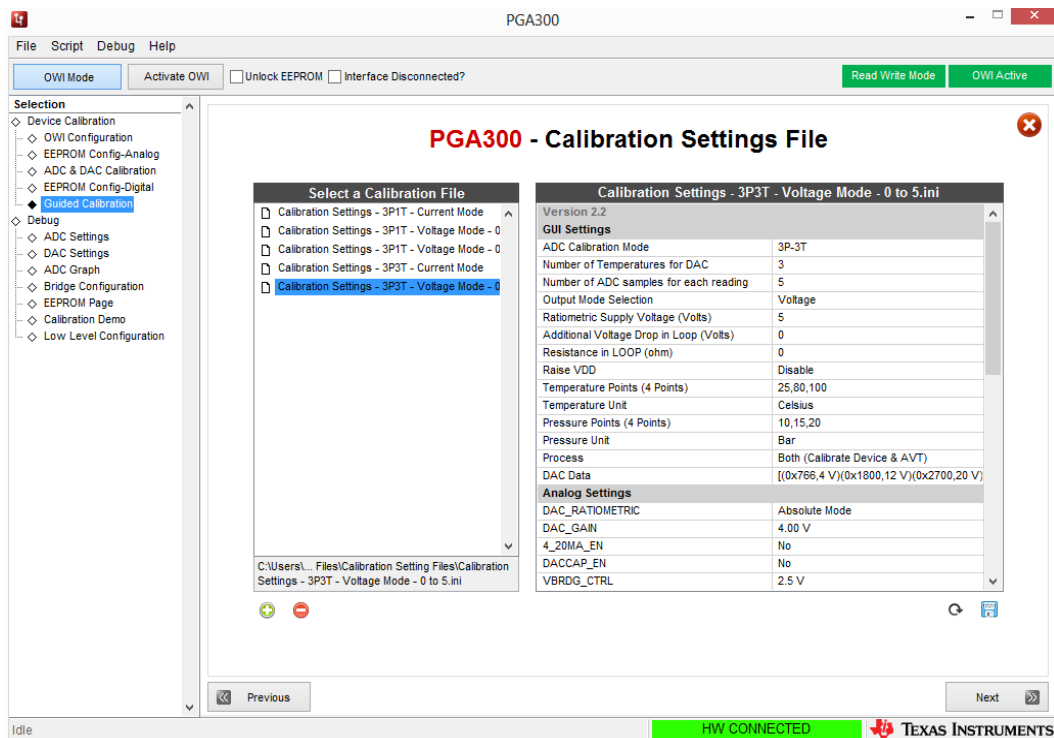 PGA300
File Script Debug Help
OWI Mode Activate OWI Unlock EEPROM Interface Disconnected? Read Write Mode OWI Active
Selection
Device Calibration
OWI Configuration
EEPROM Config-Analog
ADC & DAC Calibration
EEPROM Config-Digital
Guided Calibration
Debug
ADC Settings
DAC Settings
ADC Graph
Bridge Configuration
EEPROM Page
Calibration Demo
Low Level Configuration
PGA300 - Calibration Settings File
Select a Calibration File
Calibration Settings - 3P1T - Current Mode
Calibration Settings - 3P1T - Voltage Mode - 0
Calibration Settings - 3P1T - Voltage Mode - 0
Calibration Settings - 3P3T - Current Mode
Calibration Settings - 3P3T - Voltage Mode - 0
C:\Users\... Files\Calibration Setting Files\Calibration
Settings - 3P3T - Voltage Mode - 0 to 5.ini
Calibration Settings - 3P3T - Voltage Mode - 0 to 5.ini
Version 2.2
GUI Settings
ADC Calibration Mode 3P-3T
Number of Temperatures for DAC 3
Number of ADC samples for each reading 5
Output Mode Selection Voltage
Ratiometric Supply Voltage (Volts) 5
Additional Voltage Drop in Loop (Volts) 0
Resistance in LOOP (ohm) 0
Raise VDD Disable
Temperature Points (4 Points) 25,80,100
Temperature Unit Celsius
Pressure Points (4 Points) 10,15,20
Pressure Unit Bar
Process Both (Calibrate Device & AVT)
DAC Data [(0x766,4 V)(0x1800,12 V)(0x2700,20 V)
Analog Settings
DAC_RATIOMETRIC Absolute Mode
DAC_GAIN 4.00 V
4_20MA_EN No
DACCAP_EN No
VBRDG_CTRL 2.5 V
Previous Next
Idle HW CONNECTED TEXAS INSTRUMENTS